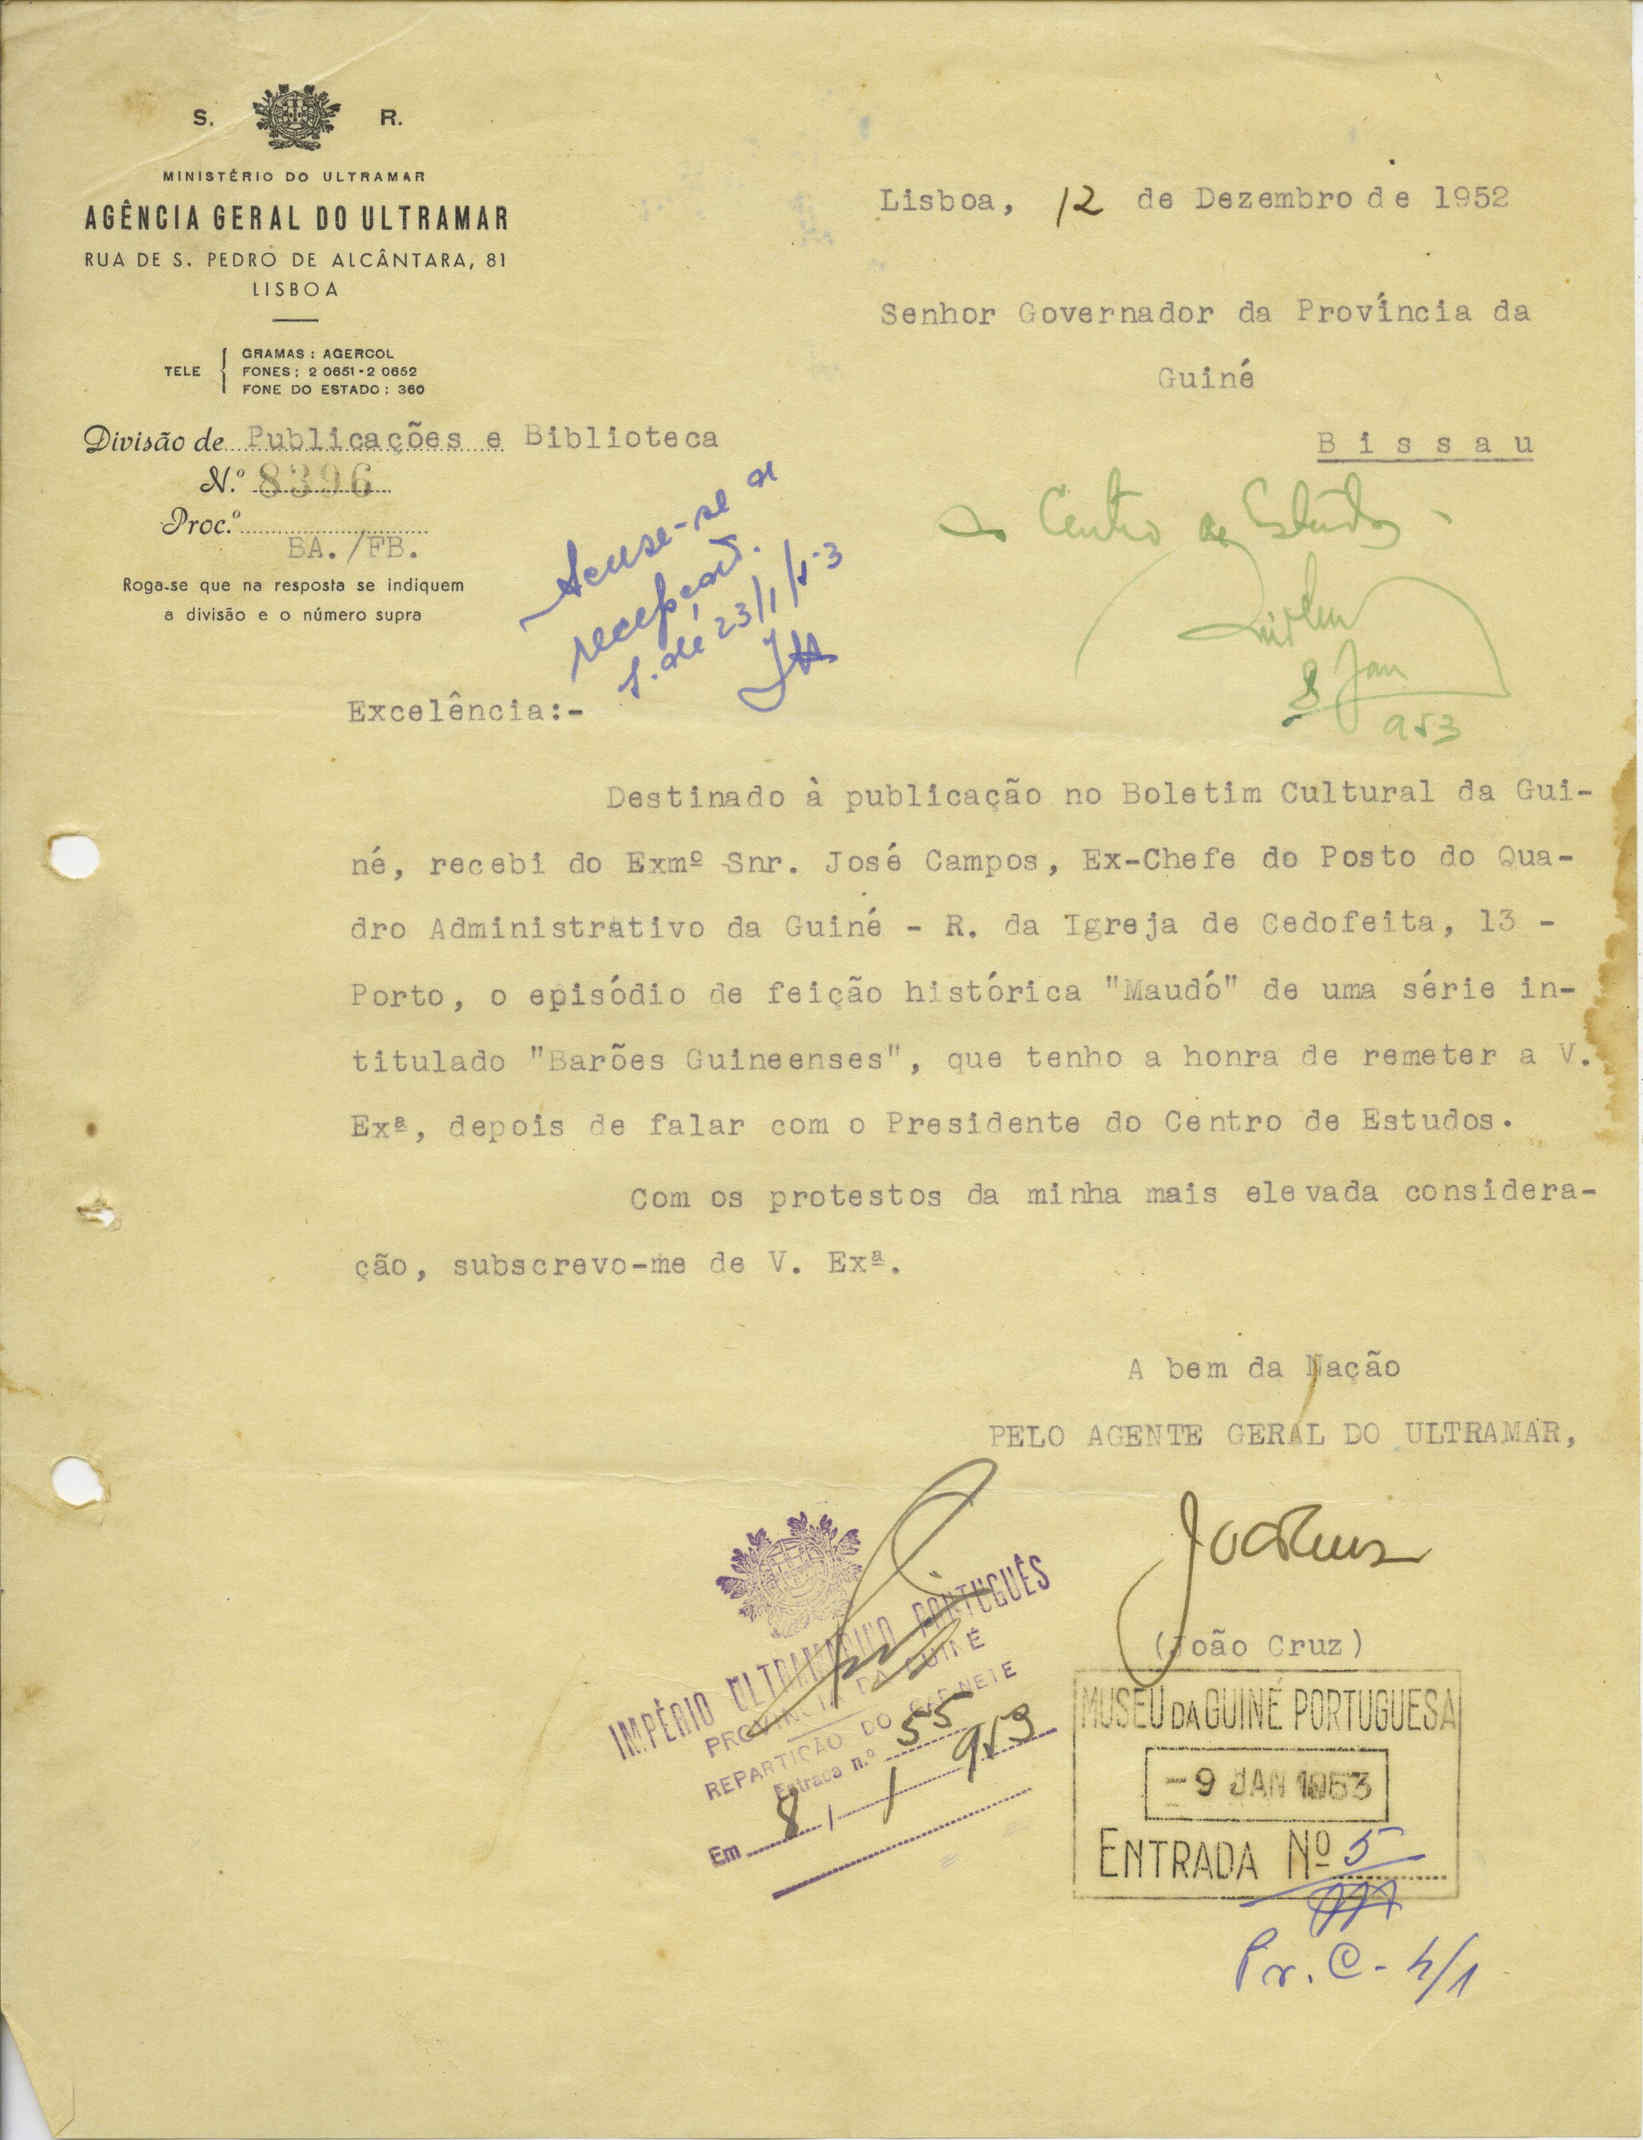 S. R.
MINISTÉRIO DO ULTRAMAR
AGÊNCIA GERAL DO ULTRAMAR
RUA DE S. PEDRO DE ALCÂNTARA, 81
LISBOA
TELE
GRAMAS : AGERCOL
FONES : 2 0651 - 2 0652
FONE DO ESTADO : 360
Divisão de Publicações e Biblioteca
N.º 8396
Proc.º
BA./FB.
Roga-se que na resposta se indiquem
a divisão e o número supra
Lisboa, 12 de Dezembro de 1952
Senhor Governador da Província da
Guiné
Bissau
Acuse-se a
recepção.
23/1/53
Centro de Estudos
8 Jan
953
Excelência:-
Destinado à publicação no Boletim Cultural da Gui-
né, recebi do Exmº Snr. José Campos, Ex-Chefe do Posto do Qua-
dro Administrativo da Guiné - R. da Igreja de Cedofeita, 13 -
Porto, o episódio de feição histórica "Maudó" de uma série in-
titulado "Barões Guineenses", que tenho a honra de remeter a V.
Exª, depois de falar com o Presidente do Centro de Estudos.
Com os protestos da minha mais elevada considera-
ção, subscrevo-me de V. Exª.
A bem da Nação
PELO AGENTE GERAL DO ULTRAMAR,
(João Cruz)
IMPÉRIO ULTRAMARINO PORTUGUÊS
PROVÍNCIA DA GUINÉ
REPARTIÇÃO DO GABINETE
Entrada n.º 55
Em 8 / 1 / 953
MUSEU DA GUINÉ PORTUGUESA
- 9 JAN 1953
ENTRADA Nº 5
Pr. C - 4/1